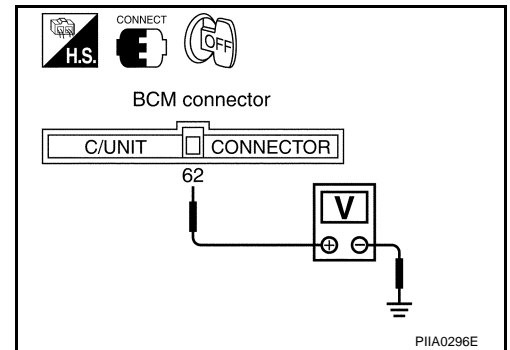 CONNECT
H.S.
OFF
BCM connector
C/UNIT CONNECTOR
62
V
+ −
PIIA0296E